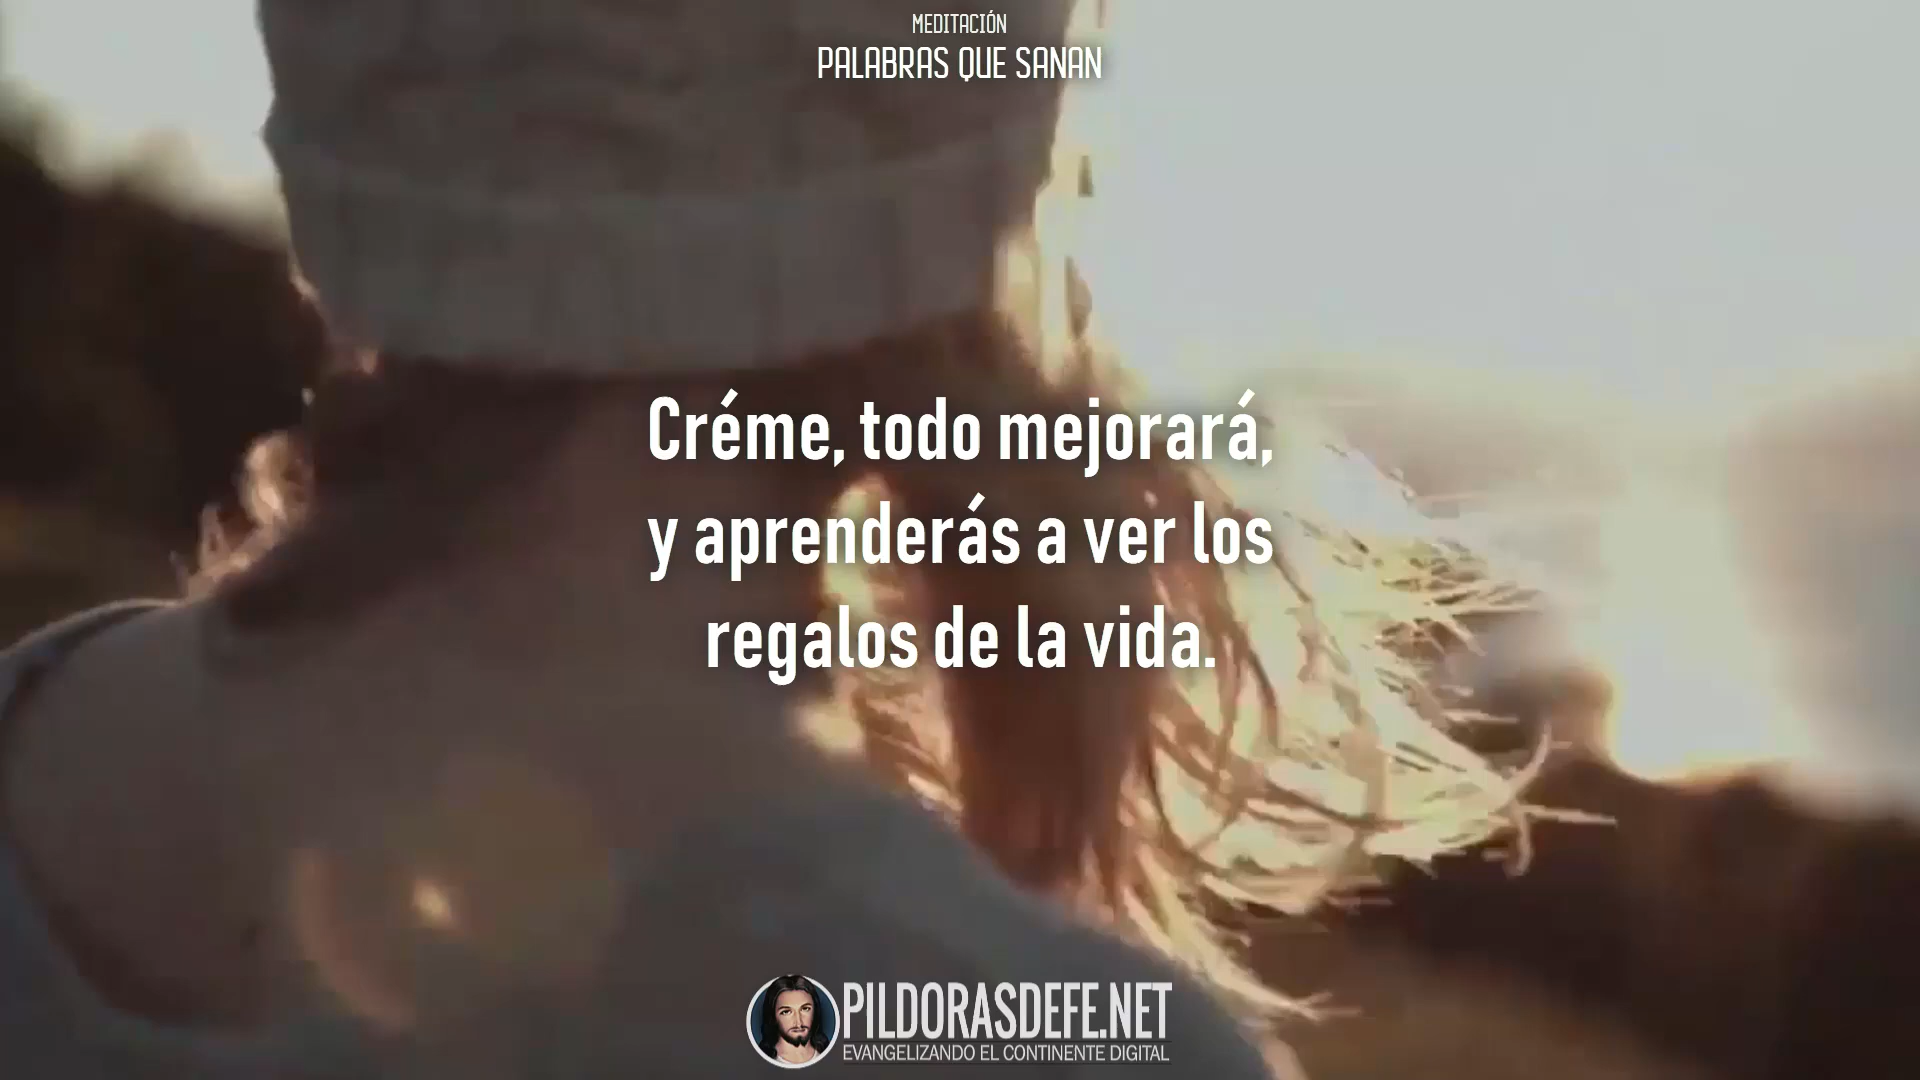 MEDITACIÓN
PALABRAS QUE SANAN
Créme, todo mejorará,
y aprenderás a ver los
regalos de la vida.
PILDORASDEFE.NET
EVANGELIZANDO EL CONTINENTE DIGITAL